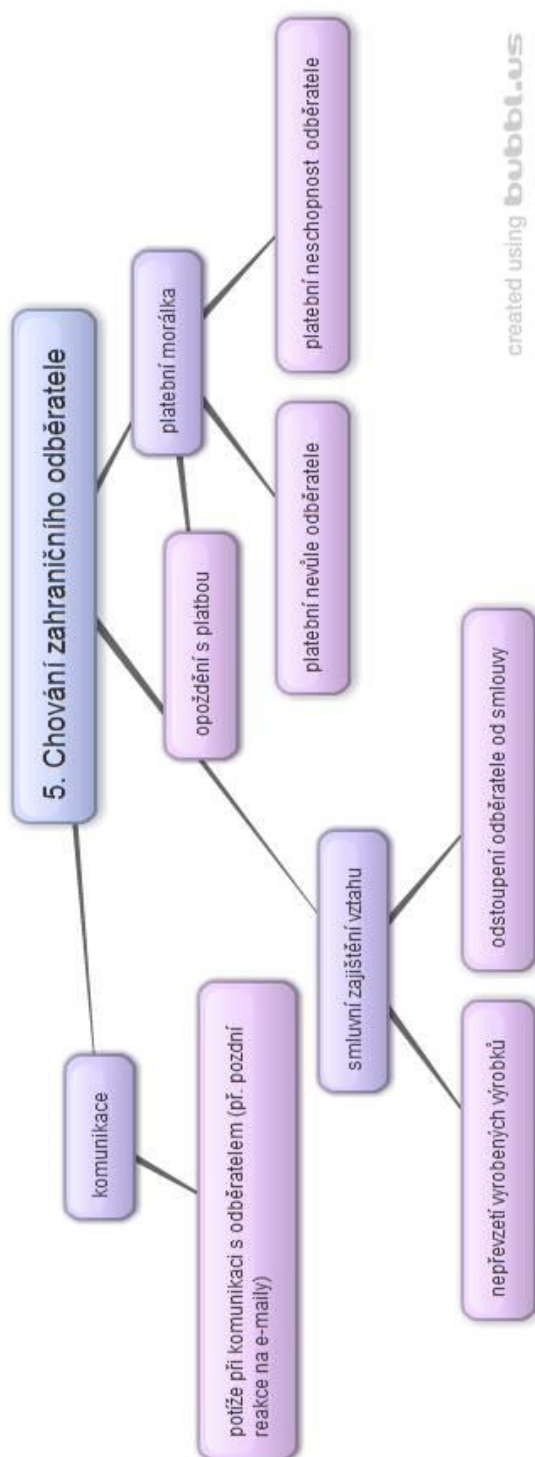 5. Chování zahraničního odběratele
komunikace
potíže při komunikaci s odběratelem (př. pozdní
reakce na e-maily)
smluvní zajištění vztahu
nepřevzetí vyrobených výrobků
odstoupení odběratele od smlouvy
platební morálka
opoždění s platbou
platební nevůle odběratele
platební neschopnost odběratele
created using bubbl.us